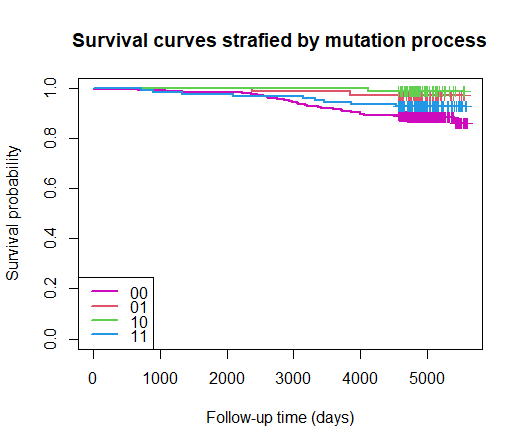 Survival curves strafied by mutation process
Survival probability
1.0
0.8
0.6
0.4
0.2
0.0
00
01
10
11
0 1000 2000 3000 4000 5000
Follow-up time (days)